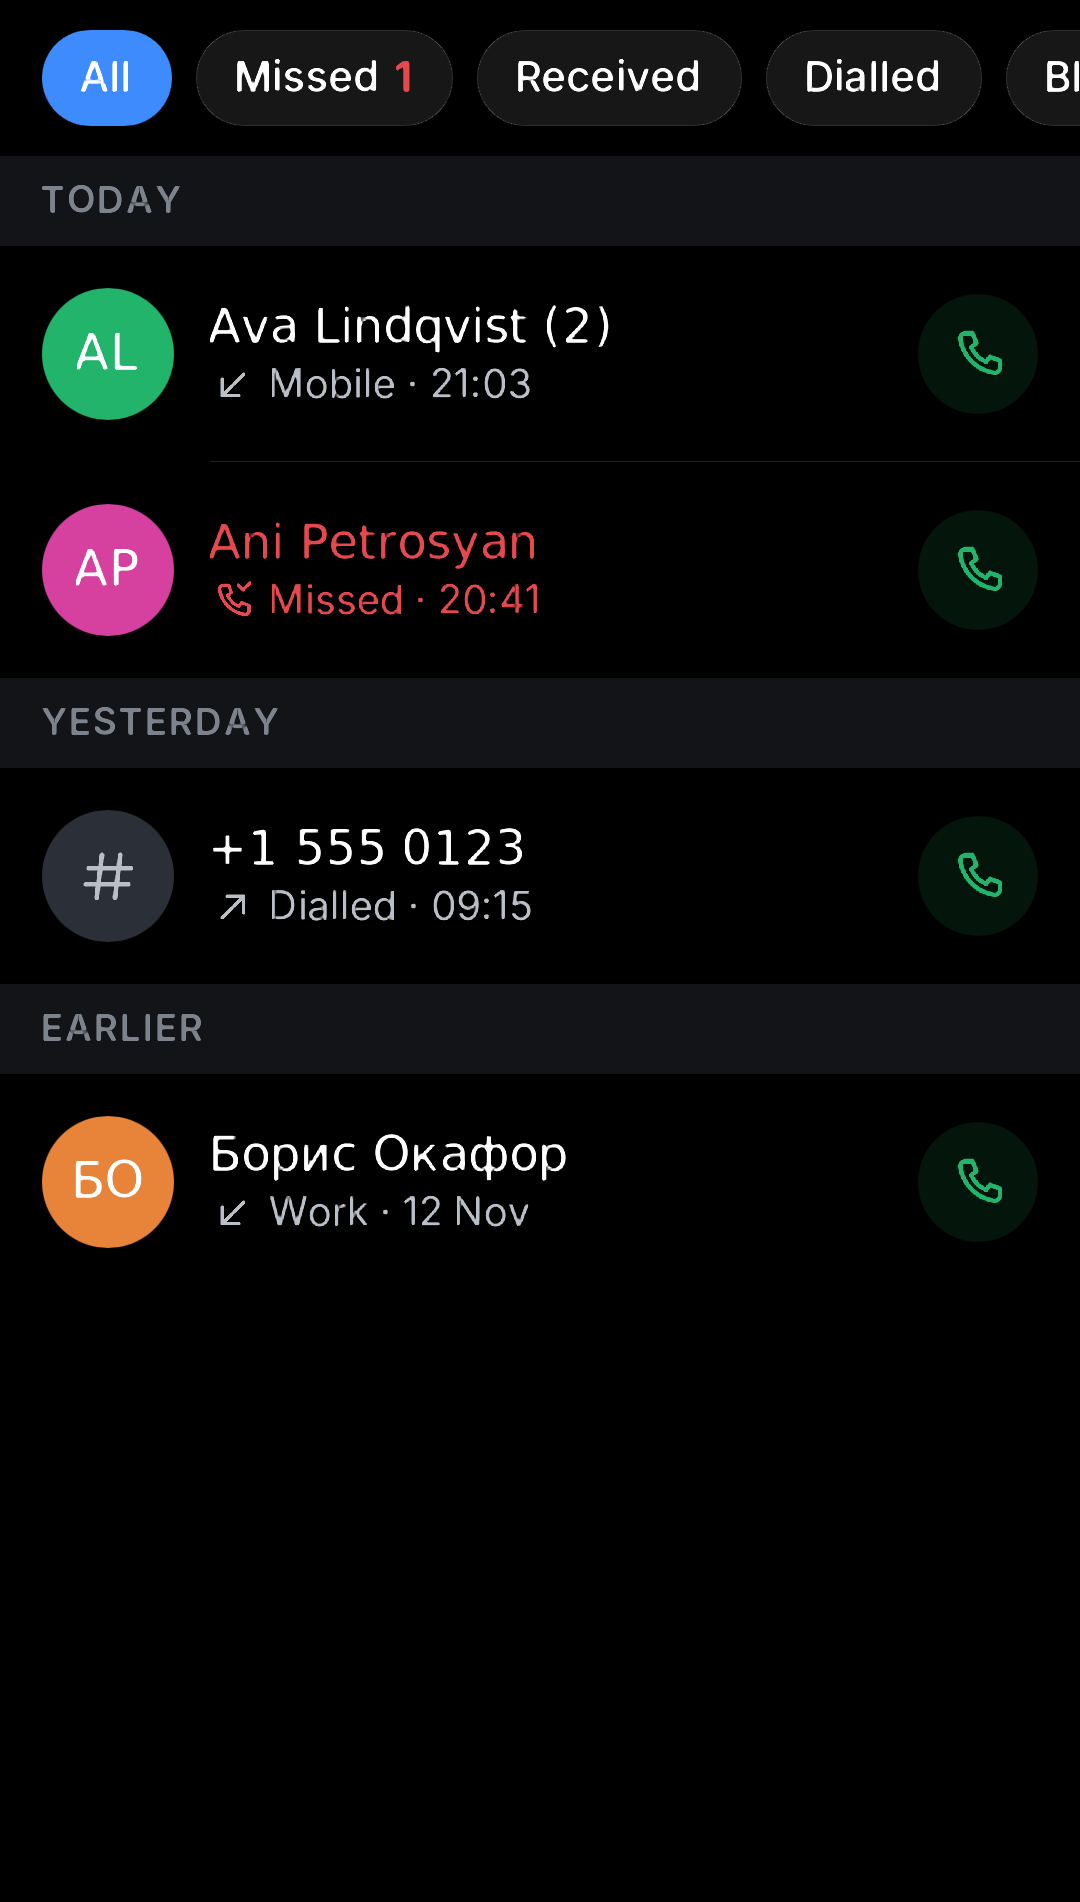 All Missed 1 Received Dialled
TODAY
AL
Ava Lindqvist (2)
Mobile · 21:03
AP
Ani Petrosyan
Missed · 20:41
YESTERDAY
#
+1 555 0123
Dialled · 09:15
EARLIER
БО
Борис Окафор
Work · 12 Nov